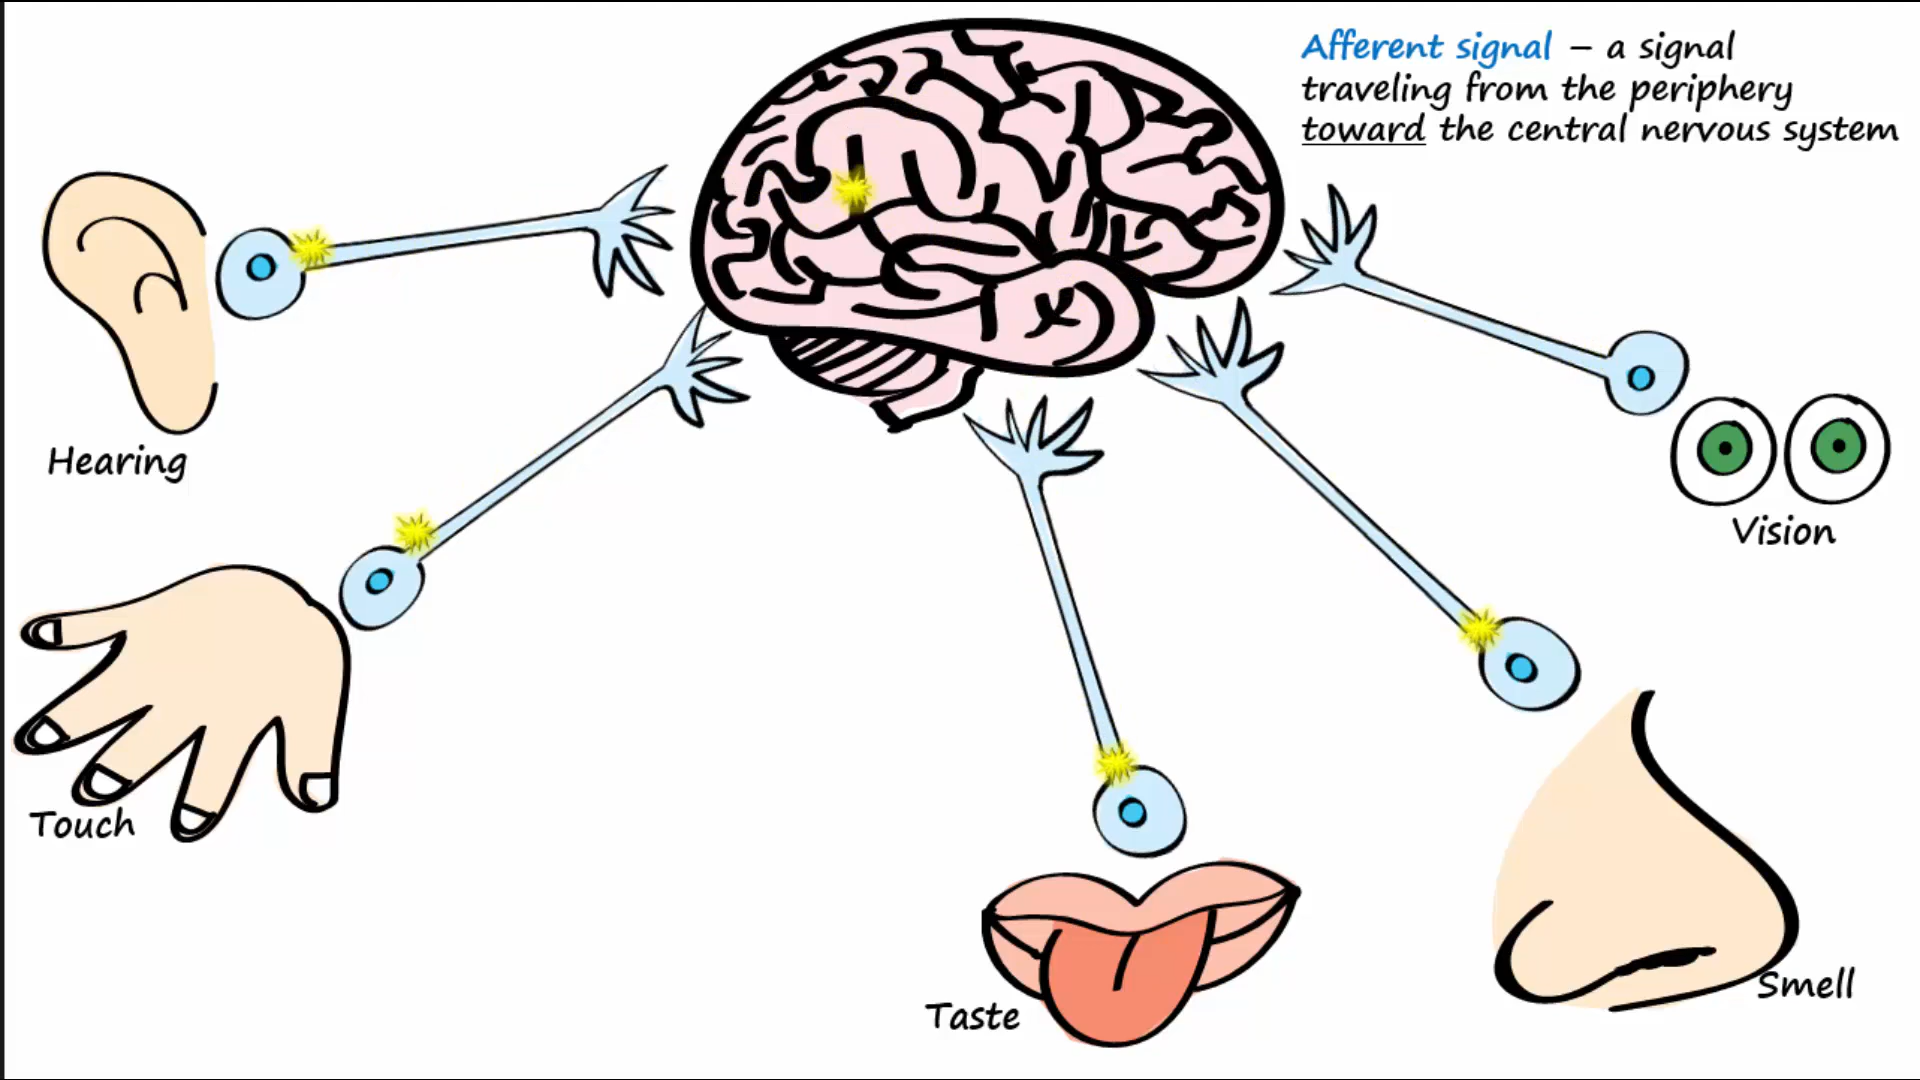 Afferent signal – a signal
traveling from the periphery
toward the central nervous system
Hearing
Vision
Touch
Smell
Taste